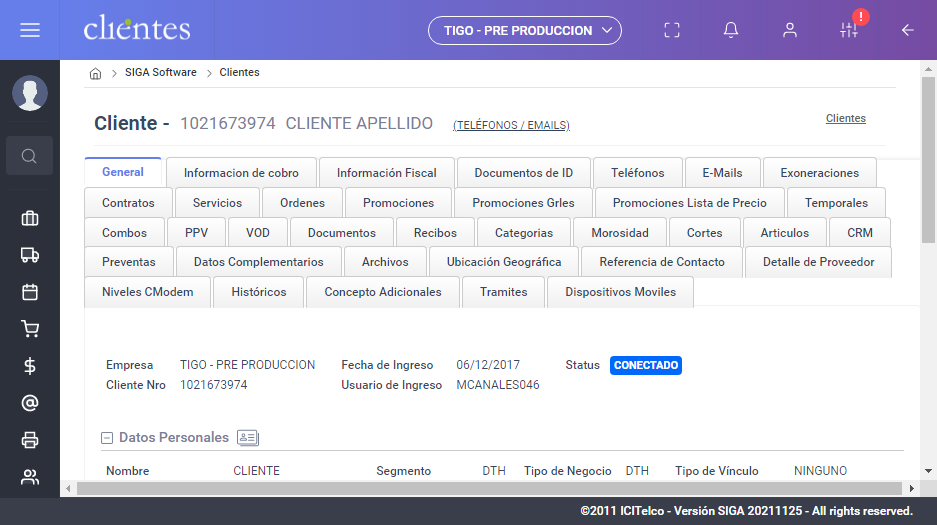 clientes
TIGO - PRE PRODUCCION
!
SIGA Software > Clientes
Cliente - 1021673974 CLIENTE APELLIDO (TELÉFONOS / EMAILS) Clientes
General Informacion de cobro Información Fiscal Documentos de ID Teléfonos E-Mails Exoneraciones
Contratos Servicios Ordenes Promociones Promociones Grles Promociones Lista de Precio Temporales
Combos PPV VOD Documentos Recibos Categorias Morosidad Cortes Articulos CRM
Preventas Datos Complementarios Archivos Ubicación Geográfica Referencia de Contacto Detalle de Proveedor
Niveles CModem Históricos Concepto Adicionales Tramites Dispositivos Moviles
Empresa TIGO - PRE PRODUCCION Fecha de Ingreso 06/12/2017 Status CONECTADO
Cliente Nro 1021673974 Usuario de Ingreso MCANALES046
Datos Personales
Nombre CLIENTE Segmento DTH Tipo de Negocio DTH Tipo de Vínculo NINGUNO
©2011 ICITelco - Versión SIGA 20211125 - All rights reserved.